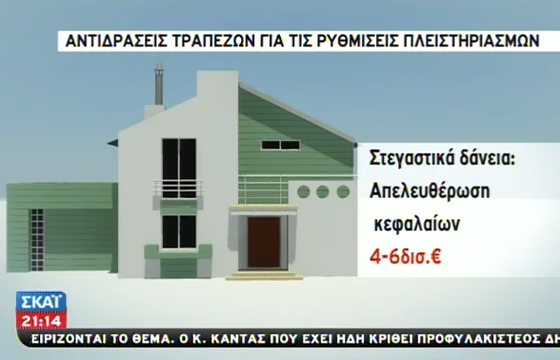 ΑΝΤΙΔΡΑΣΕΙΣ ΤΡΑΠΕΖΩΝ ΓΙΑ ΤΙΣ ΡΥΘΜΙΣΕΙΣ ΠΛΕΙΣΤΗΡΙΑΣΜΩΝ
Στεγαστικά δάνεια:
Απελευθέρωση
κεφαλαίων
4-6δισ.€
ΣΚΑΪ
21:14
ΕΙΡΙΖΟΝΤΑΙ ΤΟ ΘΕΜΑ. Ο Κ. ΚΑΝΤΑΣ ΠΟΥ ΕΧΕΙ ΗΔΗ ΚΡΙΘΕΙ ΠΡΟΦΥΛΑΚΙΣΤΕΟΣ Δ